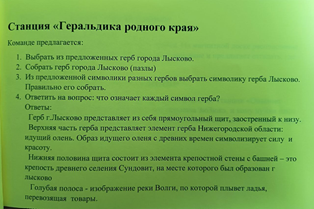 Станция «Геральдика родного края»
Команде предлагается:
1. Выбрать из предложенных герб города Лысково.
2. Собрать герб города Лысково (пазлы)
3. Из предложенной символики разных гербов выбрать символику герба Лысково.
Правильно его собрать.
4. Ответить на вопрос: что означает каждый символ герба?
Ответы:
Герб г.Лысково представляет из себя прямоугольный щит, заостренный к низу.
Верхняя часть герба представляет элемент герба Нижегородской области:
идущий олень. Образ идущего оленя с древних времен символизирует силу и
красоту.
Нижняя половина щита состоит из элемента крепостной стены с башней – это
крепость древнего селения Сундовит, на месте которого был образован г
лысково
Голубая полоса - изображение реки Волги, по которой плывет ладья,
перевозящая товары.